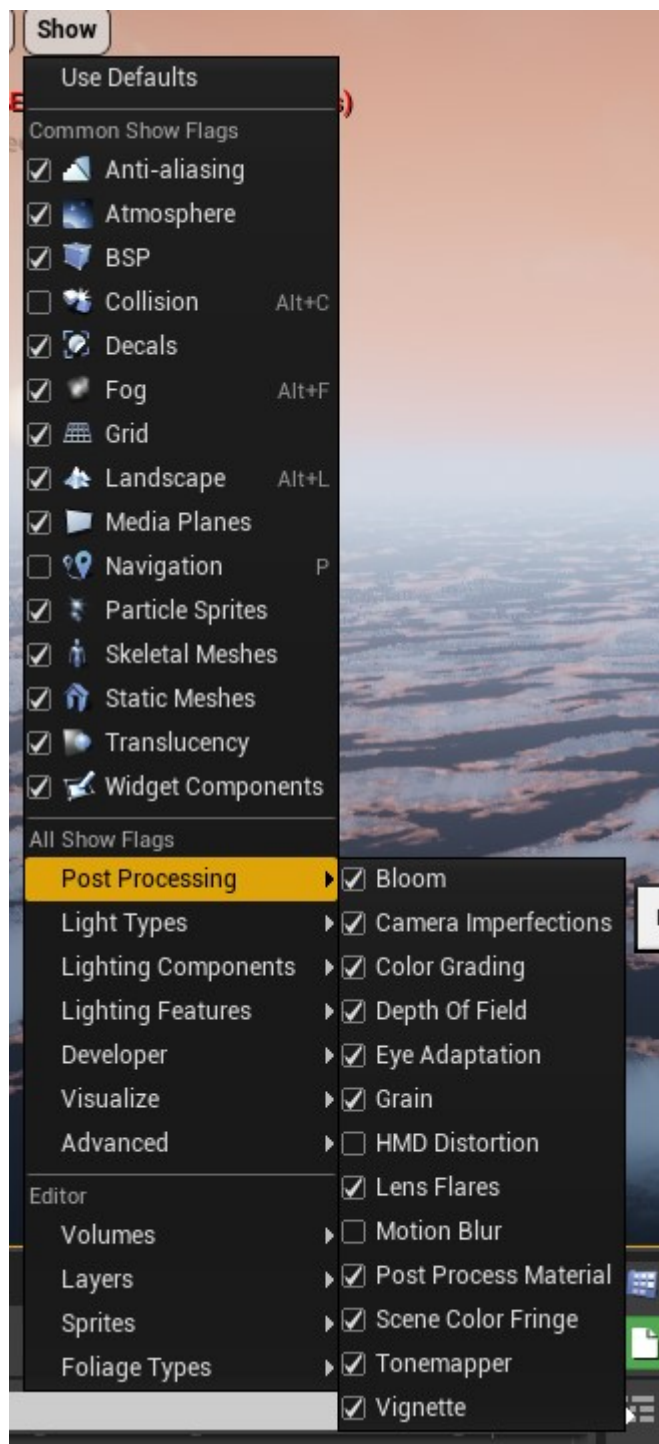 Show
Use Defaults
Common Show Flags
Anti-aliasing
Atmosphere
BSP
Collision Alt+C
Decals
Fog Alt+F
Grid
Landscape Alt+L
Media Planes
Navigation P
Particle Sprites
Skeletal Meshes
Static Meshes
Translucency
Widget Components
All Show Flags
Post Processing
Light Types
Lighting Components
Lighting Features
Developer
Visualize
Advanced
Editor
Volumes
Layers
Sprites
Foliage Types
Bloom
Camera Imperfections
Color Grading
Depth Of Field
Eye Adaptation
Grain
HMD Distortion
Lens Flares
Motion Blur
Post Process Material
Scene Color Fringe
Tonemapper
Vignette